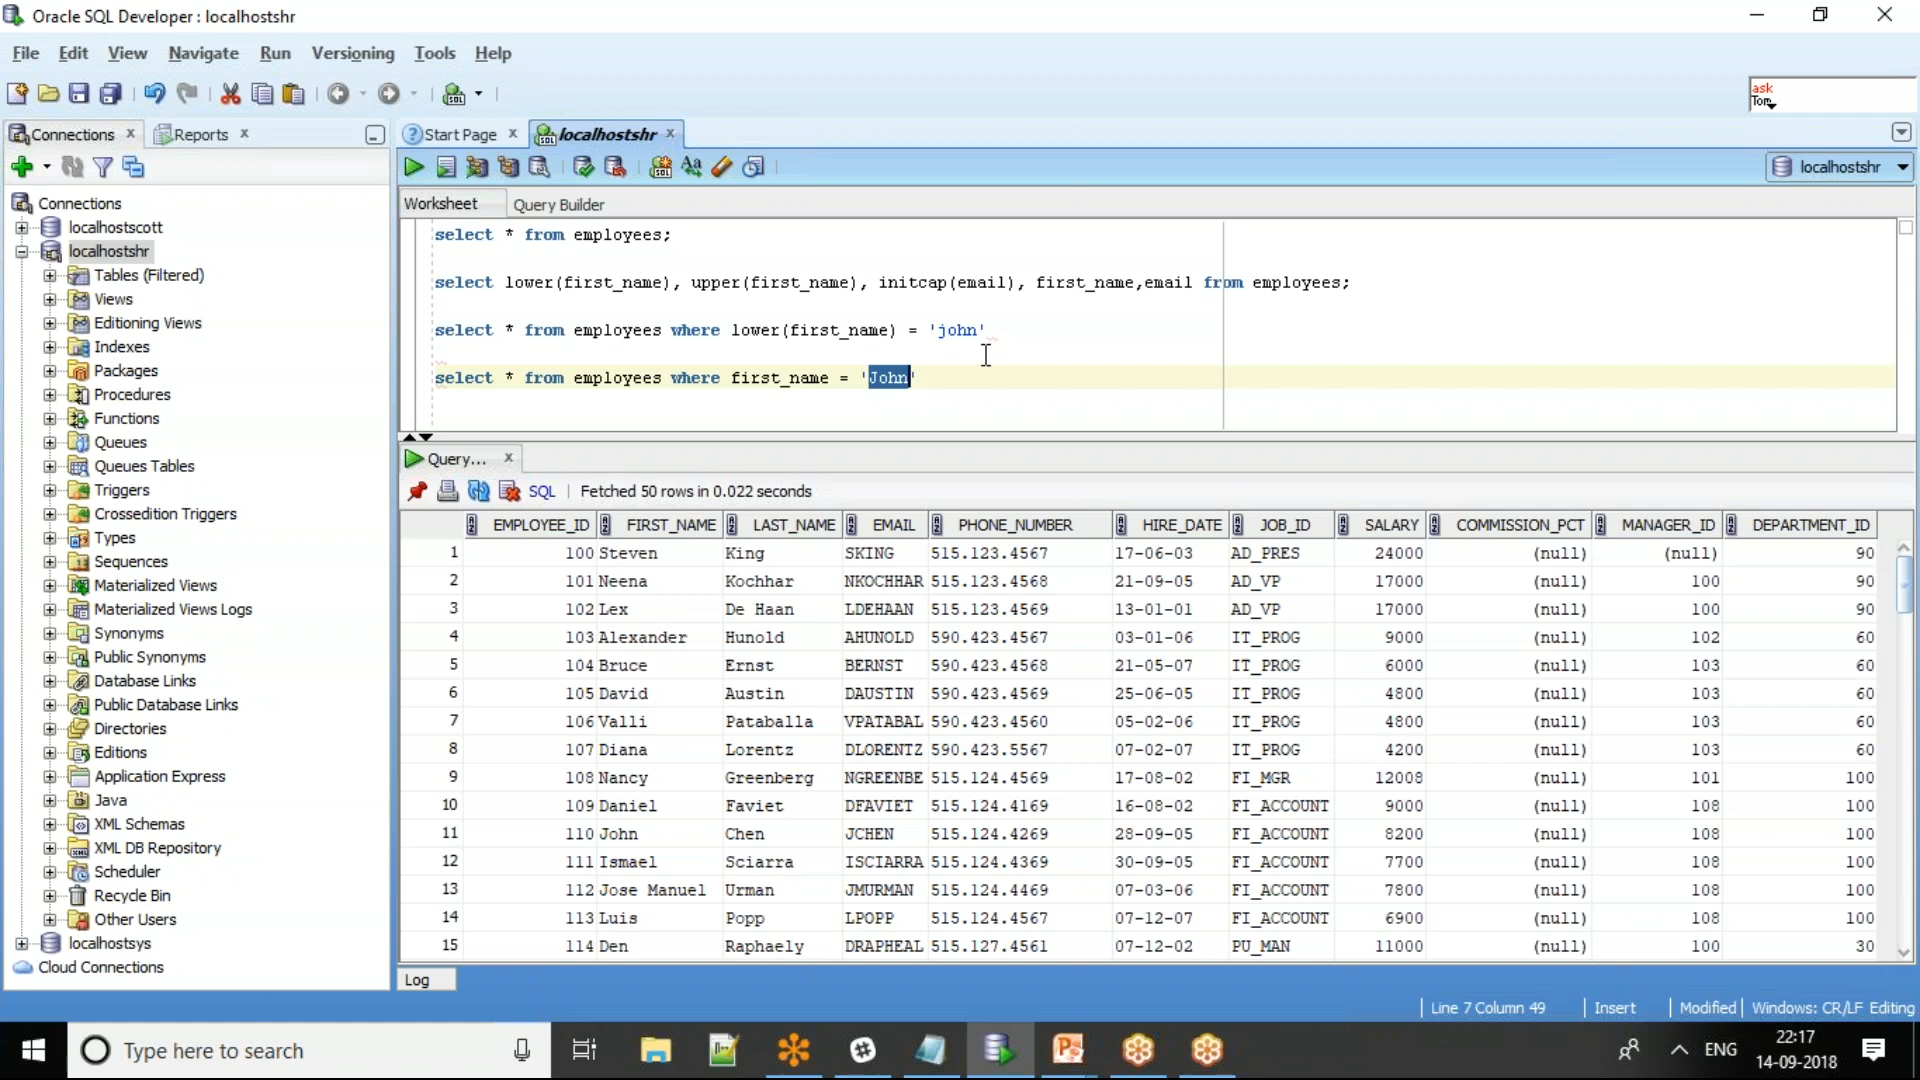 Oracle SQL Developer : localhostshr
File Edit View Navigate Run Versioning Tools Help
ask
Tom
Connections Reports
Start Page localhostshr
localhostshr
Worksheet Query Builder
Connections
localhostscott
localhostshr
Tables (Filtered)
Views
Editioning Views
Indexes
Packages
Procedures
Functions
Queues
Queues Tables
Triggers
Crossedition Triggers
Types
Sequences
Materialized Views
Materialized Views Logs
Synonyms
Public Synonyms
Database Links
Public Database Links
Directories
Editions
Application Express
Java
XML Schemas
XML DB Repository
Scheduler
Recycle Bin
Other Users
localhostsys
Cloud Connections
select * from employees;
select lower(first_name), upper(first_name), initcap(email), first_name,email from employees;
select * from employees where lower(first_name) = 'john'
select * from employees where first_name = 'John'
Query...
SQL | Fetched 50 rows in 0.022 seconds
EMPLOYEE_ID FIRST_NAME LAST_NAME EMAIL PHONE_NUMBER HIRE_DATE JOB_ID SALARY COMMISSION_PCT MANAGER_ID DEPARTMENT_ID
1 100 Steven King SKING 515.123.4567 17-06-03 AD_PRES 24000 (null) (null) 90
2 101 Neena Kochhar NKOCHHAR 515.123.4568 21-09-05 AD_VP 17000 (null) 100 90
3 102 Lex De Haan LDEHAAN 515.123.4569 13-01-01 AD_VP 17000 (null) 100 90
4 103 Alexander Hunold AHUNOLD 590.423.4567 03-01-06 IT_PROG 9000 (null) 102 60
5 104 Bruce Ernst BERNST 590.423.4568 21-05-07 IT_PROG 6000 (null) 103 60
6 105 David Austin DAUSTIN 590.423.4569 25-06-05 IT_PROG 4800 (null) 103 60
7 106 Valli Pataballa VPATABAL 590.423.4560 05-02-06 IT_PROG 4800 (null) 103 60
8 107 Diana Lorentz DLORENTZ 590.423.5567 07-02-07 IT_PROG 4200 (null) 103 60
9 108 Nancy Greenberg NGREENBE 515.124.4569 17-08-02 FI_MGR 12008 (null) 101 100
10 109 Daniel Faviet DFAVIET 515.124.4169 16-08-02 FI_ACCOUNT 9000 (null) 108 100
11 110 John Chen JCHEN 515.124.4269 28-09-05 FI_ACCOUNT 8200 (null) 108 100
12 111 Ismael Sciarra ISCIARRA 515.124.4369 30-09-05 FI_ACCOUNT 7700 (null) 108 100
13 112 Jose Manuel Urman JMURMAN 515.124.4469 07-03-06 FI_ACCOUNT 7800 (null) 108 100
14 113 Luis Popp LPOPP 515.124.4567 07-12-07 FI_ACCOUNT 6900 (null) 108 100
15 114 Den Raphaely DRAPHEAL 515.127.4561 07-12-02 PU_MAN 11000 (null) 100 30
Log
Line 7 Column 49 | Insert | Modified | Windows: CR/LF Editing
Type here to search
ENG
22:17
14-09-2018